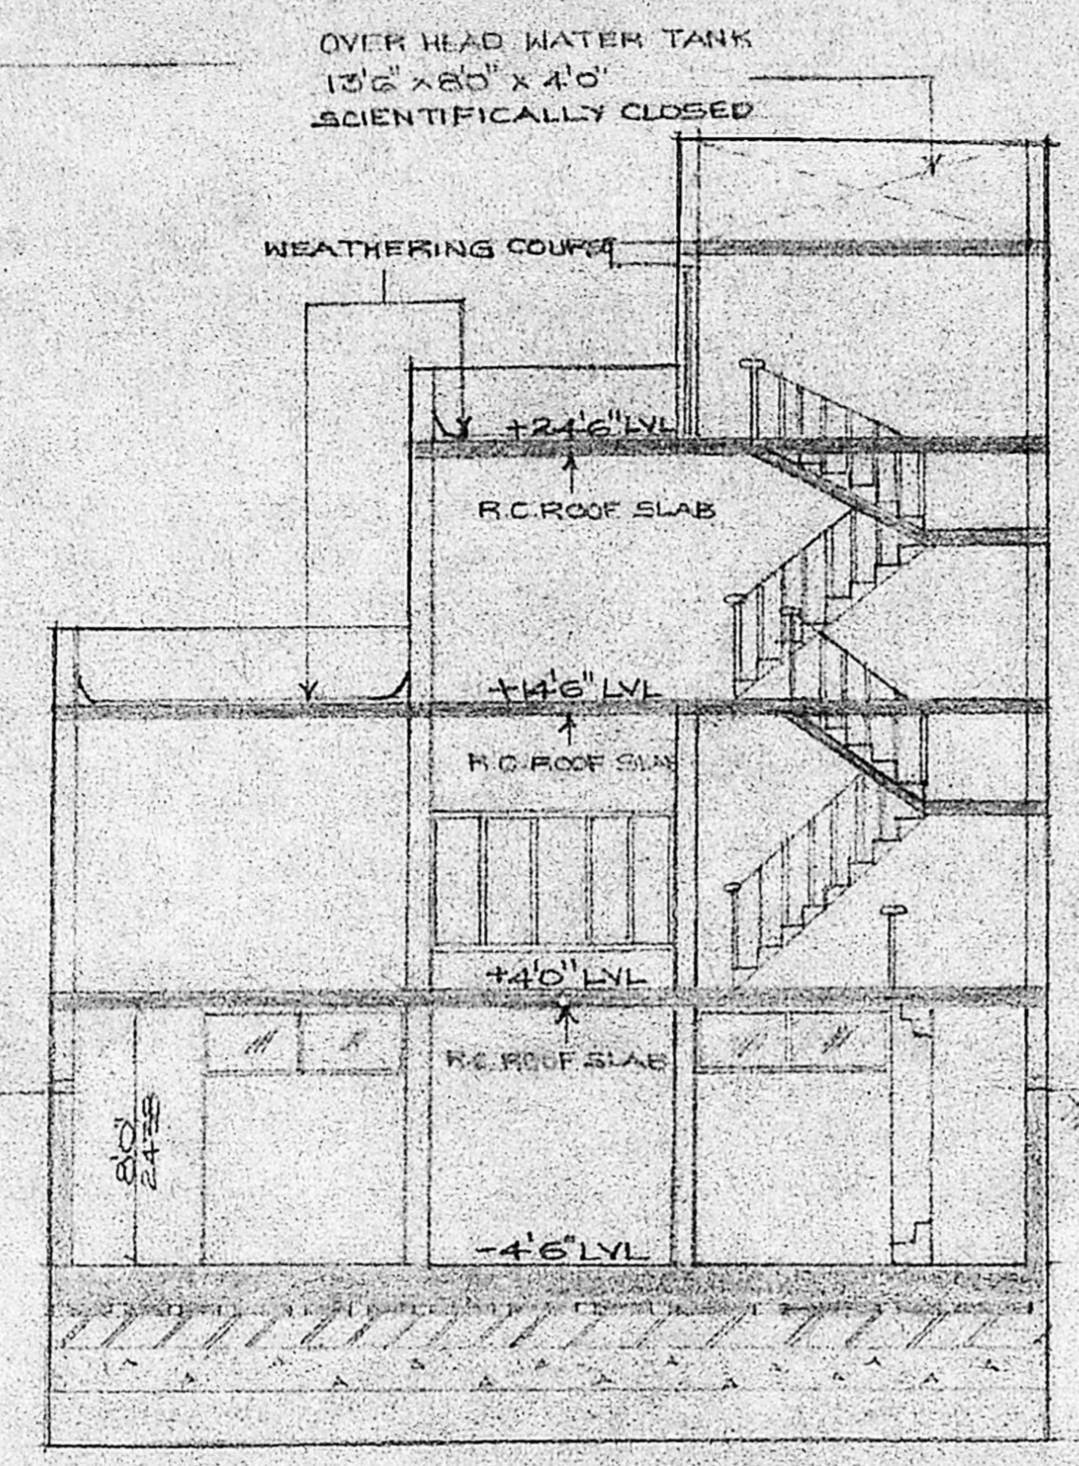 OVER HEAD WATER TANK
13'6" x 8'0" x 4'0"
SCIENTIFICALLY CLOSED
WEATHERING COURSE
+24'6" LVL
R.C. ROOF SLAB
+14'6" LVL
R.C. ROOF SLAB
+4'0" LVL
R.C. ROOF SLAB
8'0"
2438
-4'6" LVL